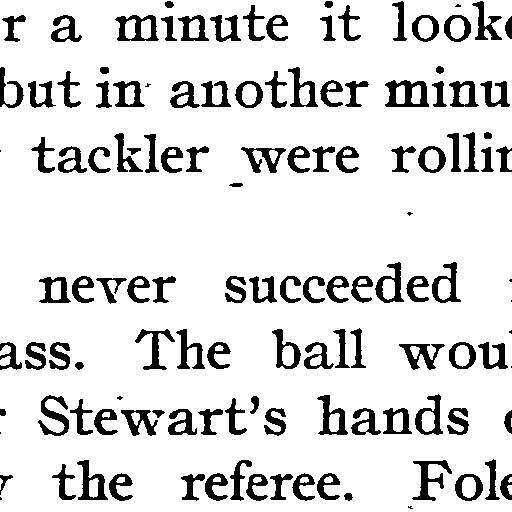 r a minute it looke
but in another minu
tackler were rollin
never succeeded
ass. The ball woul
r Stewart's hands
the referee. Fole